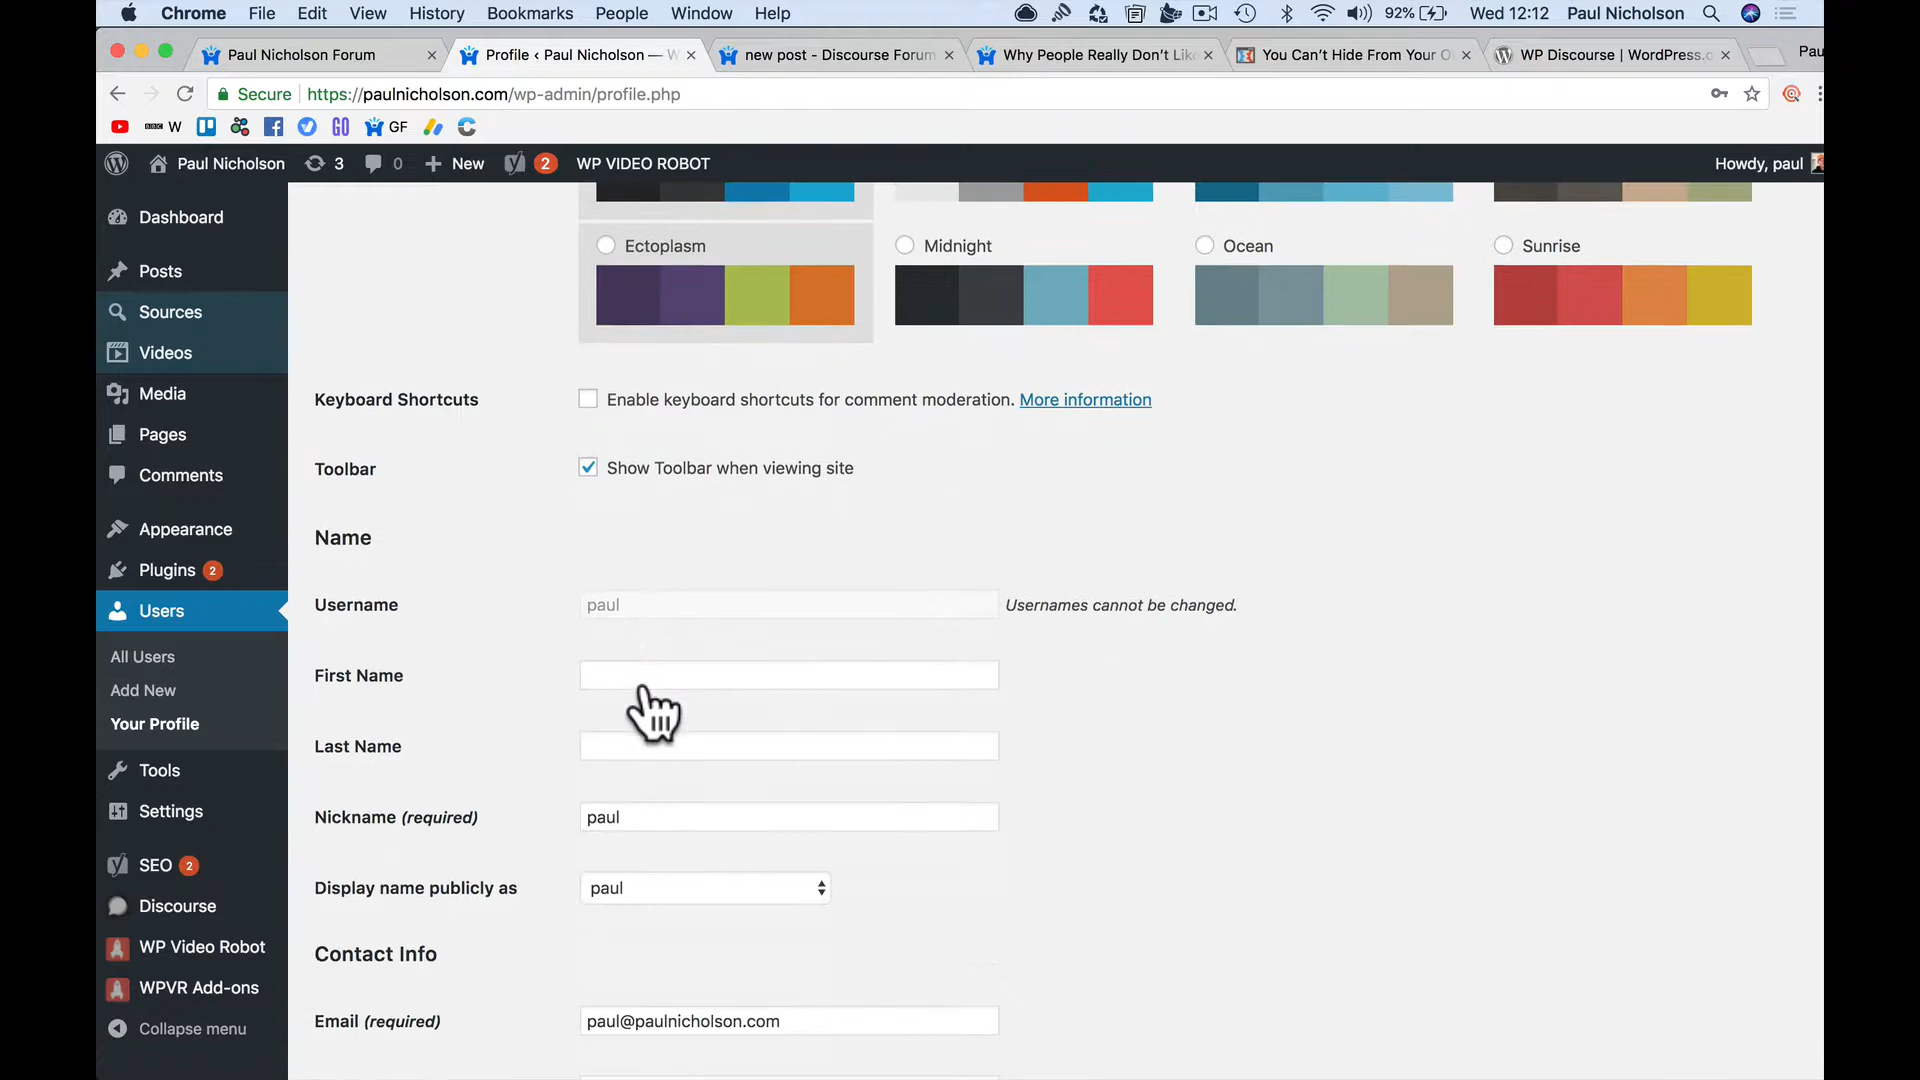 Chrome File Edit View History Bookmarks People Window Help 92% Wed 12:12 Paul Nicholson
Paul Nicholson Forum Profile ‹ Paul Nicholson — W new post - Discourse Forum Why People Really Don't Like You Can't Hide From Your O WP Discourse | WordPress.o Pau
Secure https://paulnicholson.com/wp-admin/profile.php
BBC W GO GF
Paul Nicholson 3 0 New 2 WP VIDEO ROBOT Howdy, paul
Dashboard
Posts
Sources
Videos
Media
Pages
Comments
Appearance
Plugins 2
Users
All Users
Add New
Your Profile
Tools
Settings
SEO 2
Discourse
WP Video Robot
WPVR Add-ons
Collapse menu
Ectoplasm Midnight Ocean Sunrise
Keyboard Shortcuts Enable keyboard shortcuts for comment moderation. More information
Toolbar Show Toolbar when viewing site
Name
Username paul Usernames cannot be changed.
First Name
Last Name
Nickname (required) paul
Display name publicly as paul
Contact Info
Email (required) paul@paulnicholson.com